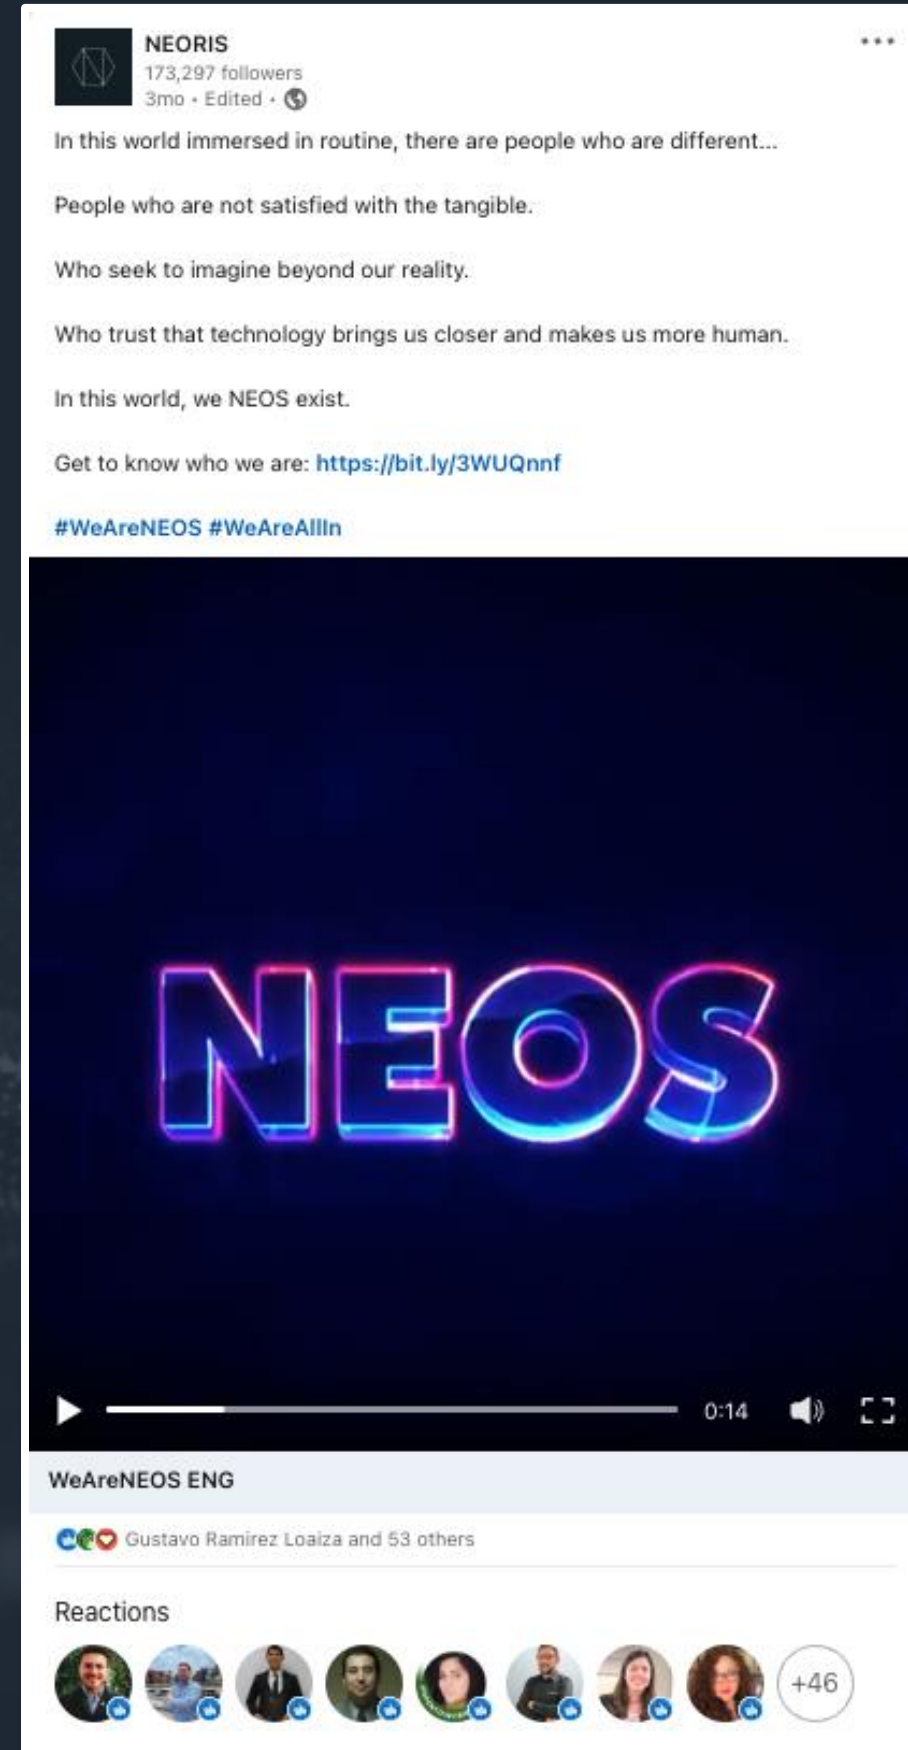 NEORIS
173,297 followers
3mo • Edited •
In this world immersed in routine, there are people who are different...
People who are not satisfied with the tangible.
Who seek to imagine beyond our reality.
Who trust that technology brings us closer and makes us more human.
In this world, we NEOS exist.
Get to know who we are: https://bit.ly/3WUQnnf
#WeAreNEOS #WeAreAllIn
NEOS
0:14
WeAreNEOS ENG
Gustavo Ramirez Loaiza and 53 others
Reactions
+46